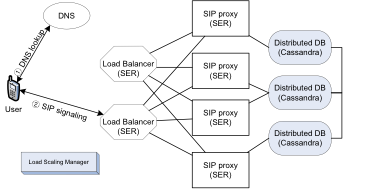 DNS
① DNS lookup
User
② SIP signaling
Load Balancer
(SER)
Load Balancer
(SER)
SIP proxy
(SER)
SIP proxy
(SER)
SIP proxy
(SER)
SIP proxy
(SER)
Distributed DB
(Cassandra)
Distributed DB
(Cassandra)
Distributed DB
(Cassandra)
Load Scaling Manager